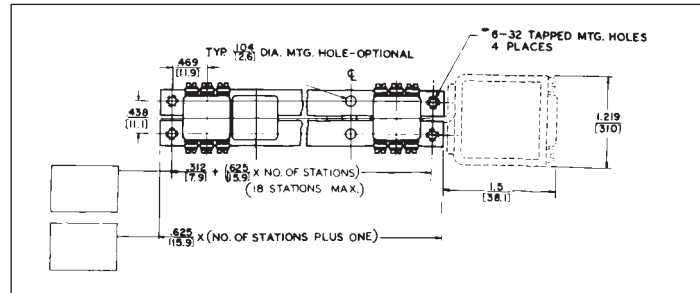 * 6-32 TAPPED MTG. HOLES
4 PLACES
TYP. .104 DIA. MTG. HOLE-OPTIONAL
[2.6]
.469
[11.9]
℄
.438
[11.1]
1.219
[31.0]
.312 + (.625 X NO. OF STATIONS)
[7.9] [15.9]
(18 STATIONS MAX.)
1.5
[38.1]
.625 X (NO. OF STATIONS PLUS ONE)
[15.9]